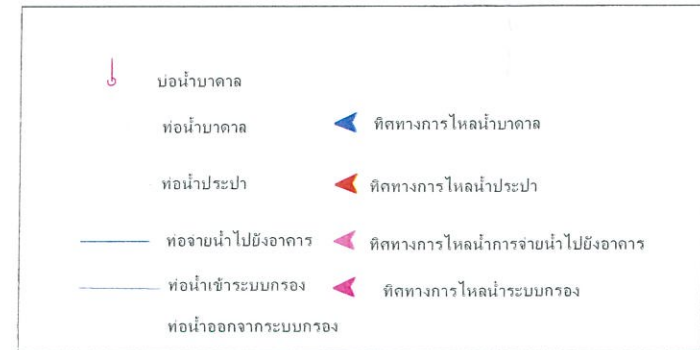 บ่อน้ำบาดาล
ท่อน้ำบาดาล ทิศทางการไหลน้ำบาดาล
ท่อน้ำประปา ทิศทางการไหลน้ำประปา
ท่อจ่ายน้ำไปยังอาคาร ทิศทางการไหลน้ำการจ่ายน้ำไปยังอาคาร
ท่อน้ำเข้าระบบกรอง ทิศทางการไหลน้ำระบบกรอง
ท่อน้ำออกจากระบบกรอง